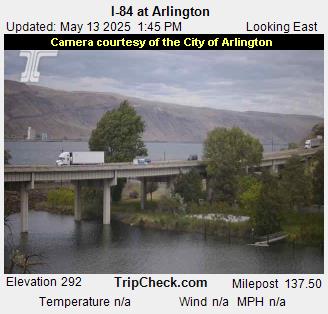 I-84 at Arlington
Updated: May 13 2025 1:45 PM Looking East
Camera courtesy of the City of Arlington
Elevation 292 TripCheck.com Milepost 137.50
Temperature n/a Wind n/a MPH n/a